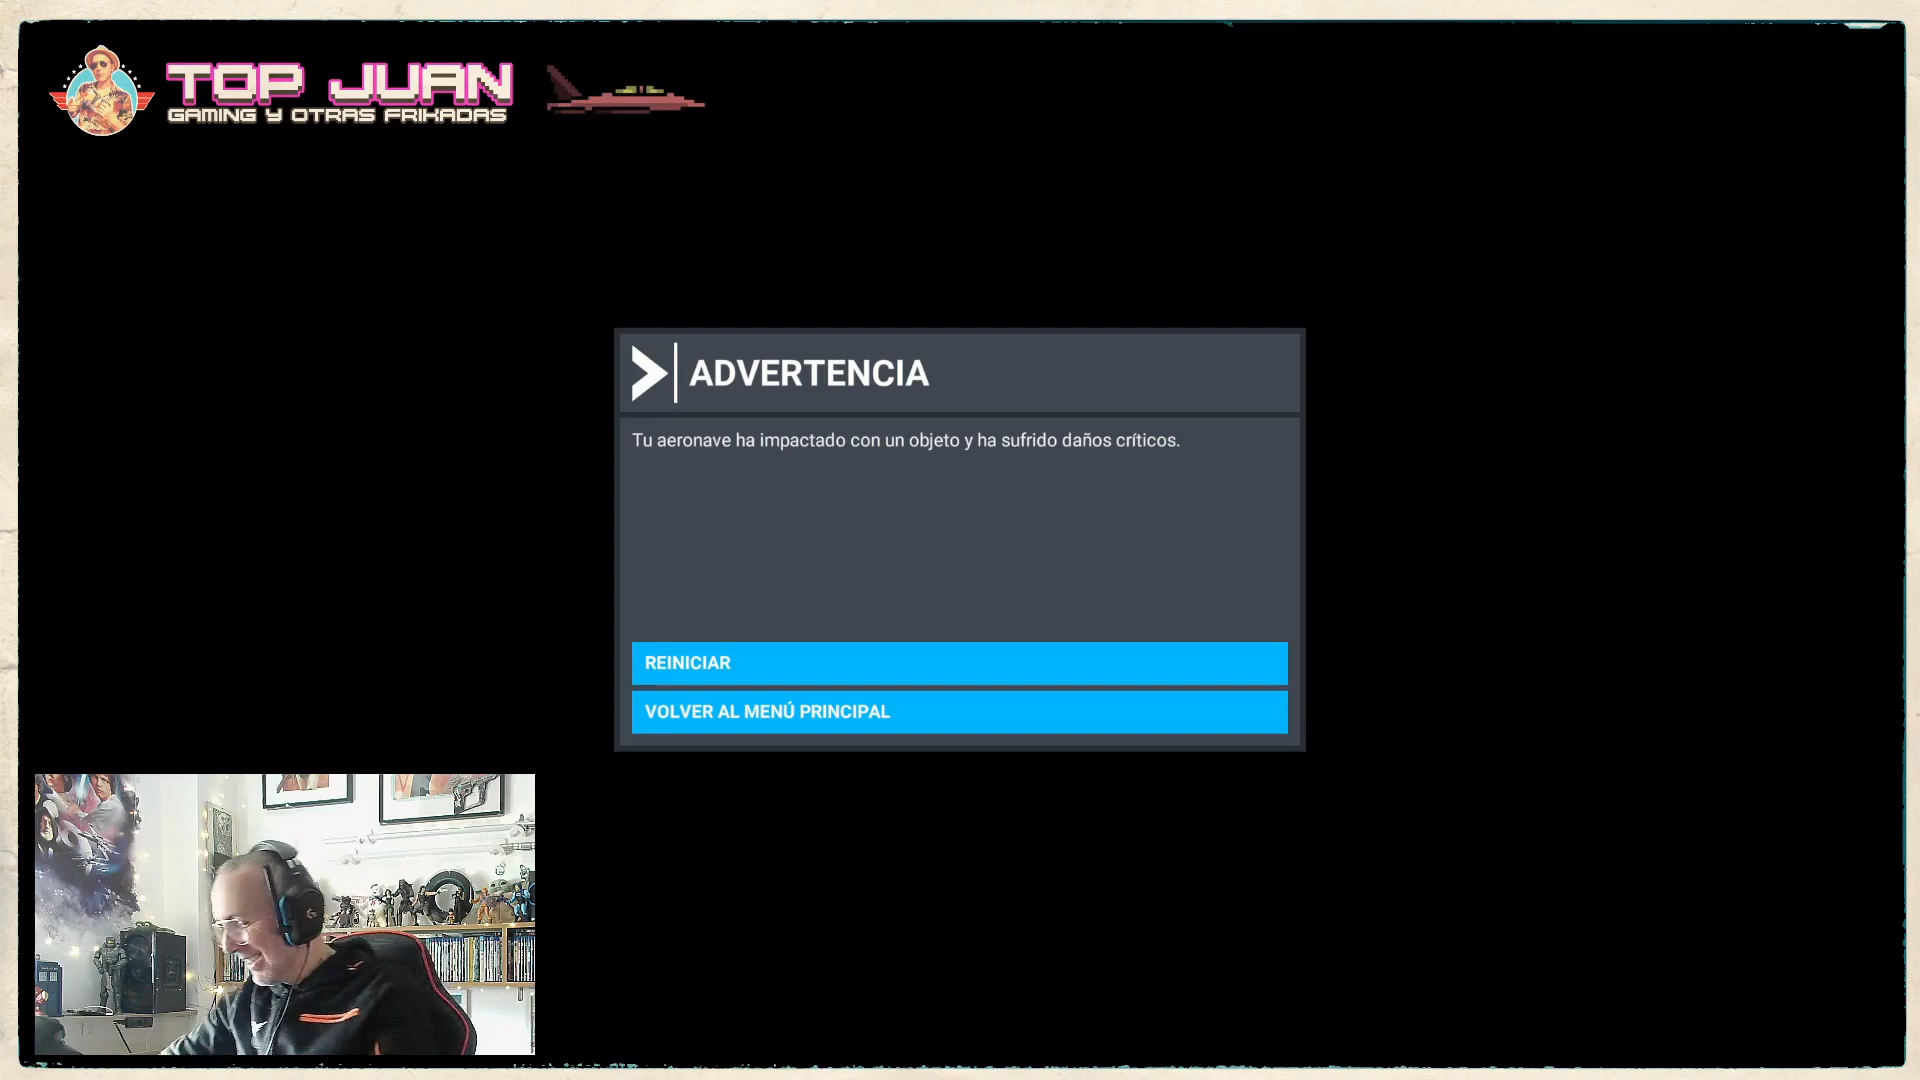 TOP JUAN
GAMING Y OTRAS FRIKADAS
ADVERTENCIA
Tu aeronave ha impactado con un objeto y ha sufrido daños críticos.
REINICIAR
VOLVER AL MENÚ PRINCIPAL